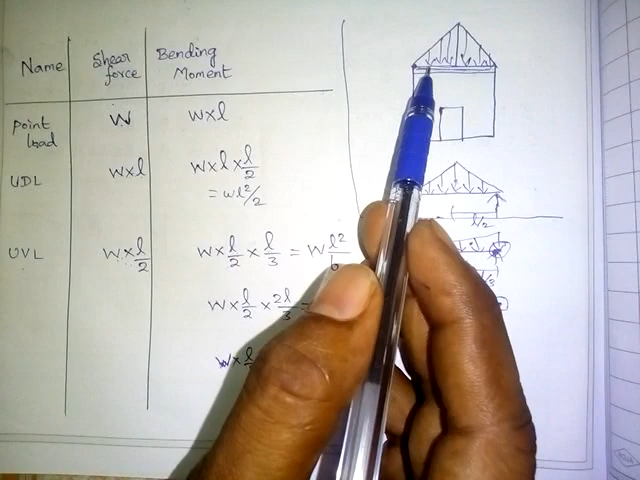 Name Shear force Bending Moment
Point load W W×l
UDL W×l W×l×l/2
= wl²/2
UVL W×l/2 W×l/2×l/3 = W l²/6
W×l/2×2l/3 =
W×l/
l/2